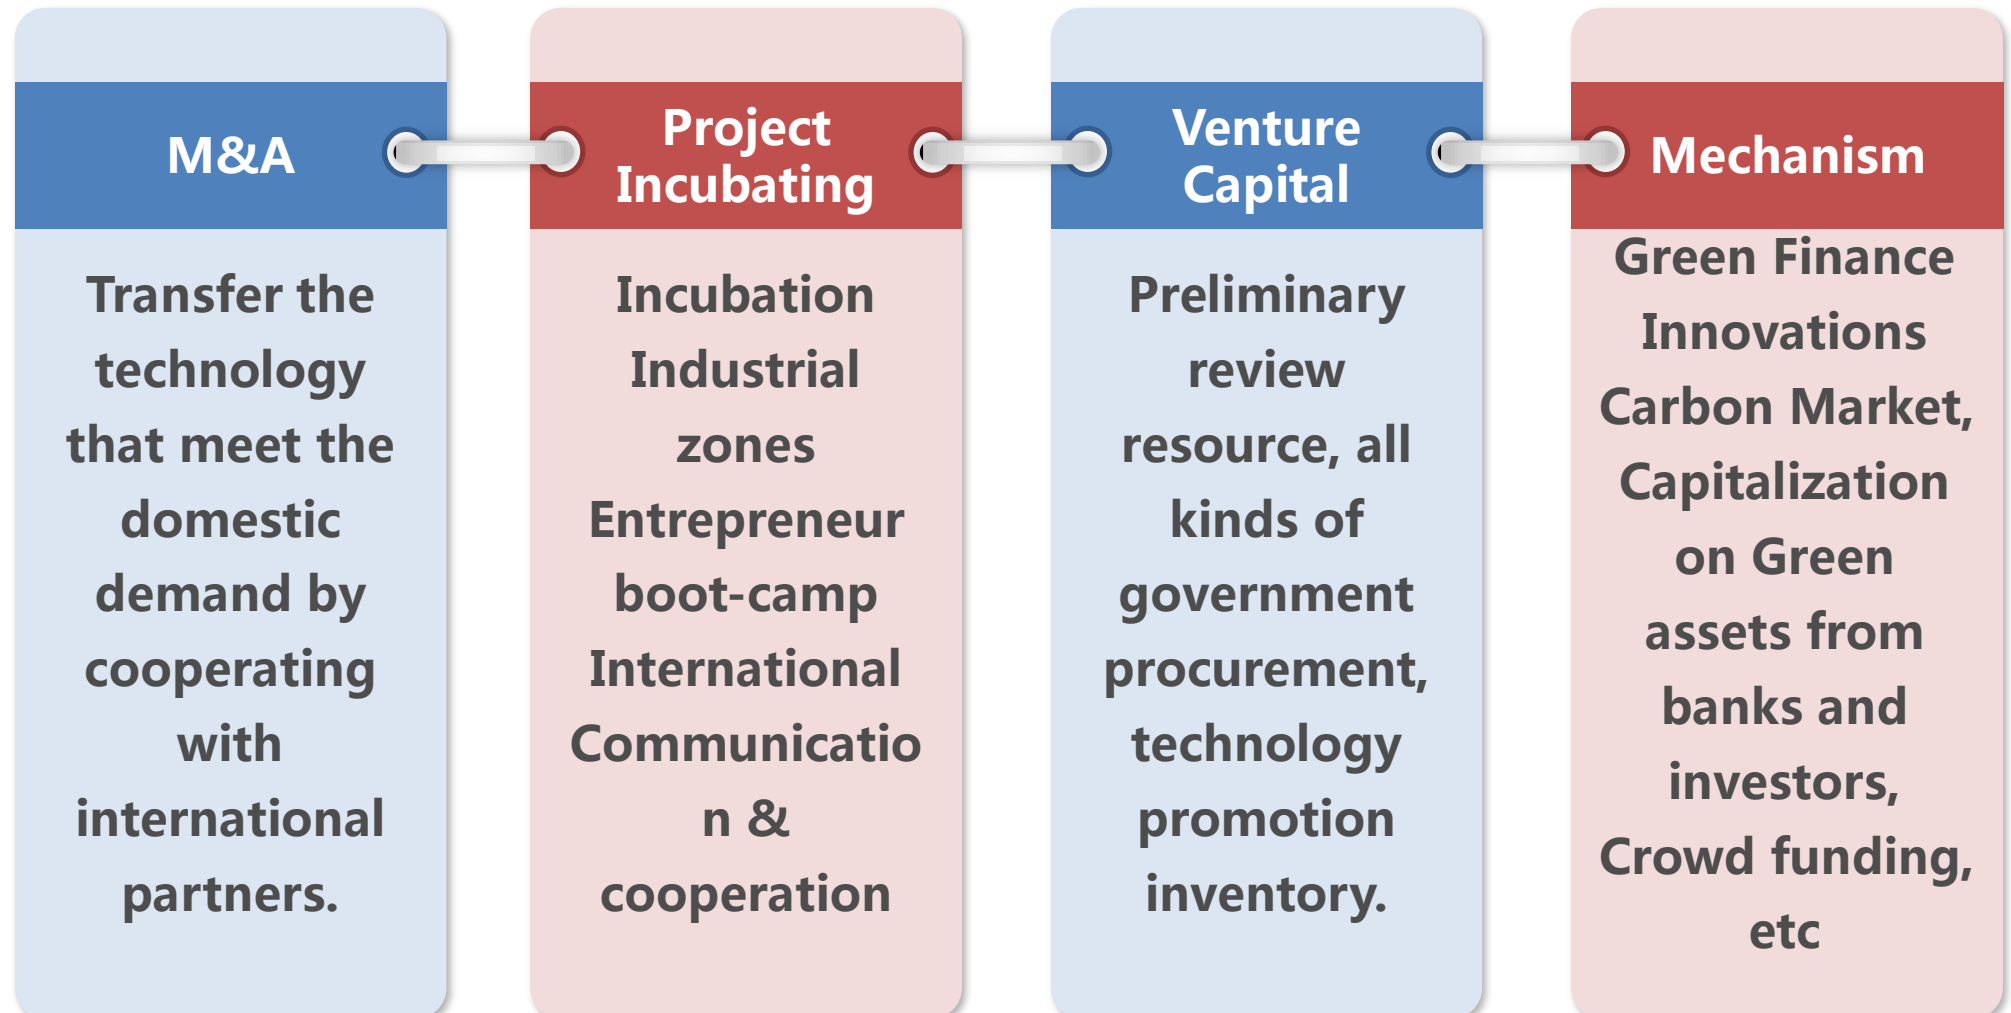 M&A
Transfer the
technology
that meet the
domestic
demand by
cooperating
with
international
partners.
Project
Incubating
Incubation
Industrial
zones
Entrepreneur
boot-camp
International
Communicatio
n &
cooperation
Venture
Capital
Preliminary
review
resource, all
kinds of
government
procurement,
technology
promotion
inventory.
Mechanism
Green Finance
Innovations
Carbon Market,
Capitalization
on Green
assets from
banks and
investors,
Crowd funding,
etc